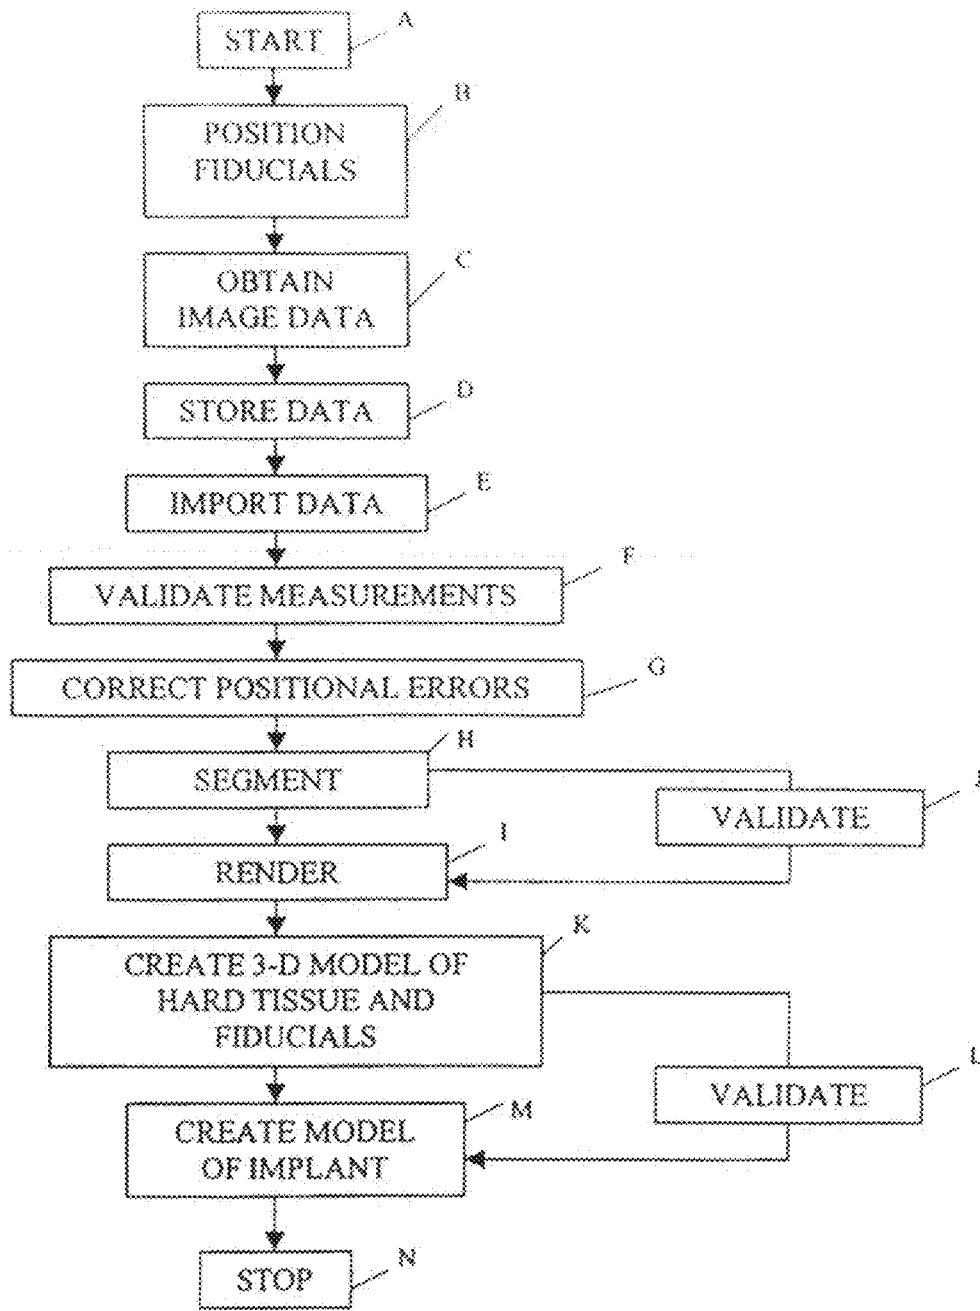 START
A
POSITION
FIDUCIALS
B
OBTAIN
IMAGE DATA
C
STORE DATA
D
IMPORT DATA
E
VALIDATE MEASUREMENTS
F
CORRECT POSITIONAL ERRORS
G
SEGMENT
H
VALIDATE
J
RENDER
I
CREATE 3-D MODEL OF
HARD TISSUE AND
FIDUCIALS
K
VALIDATE
L
CREATE MODEL
OF IMPLANT
M
STOP
N